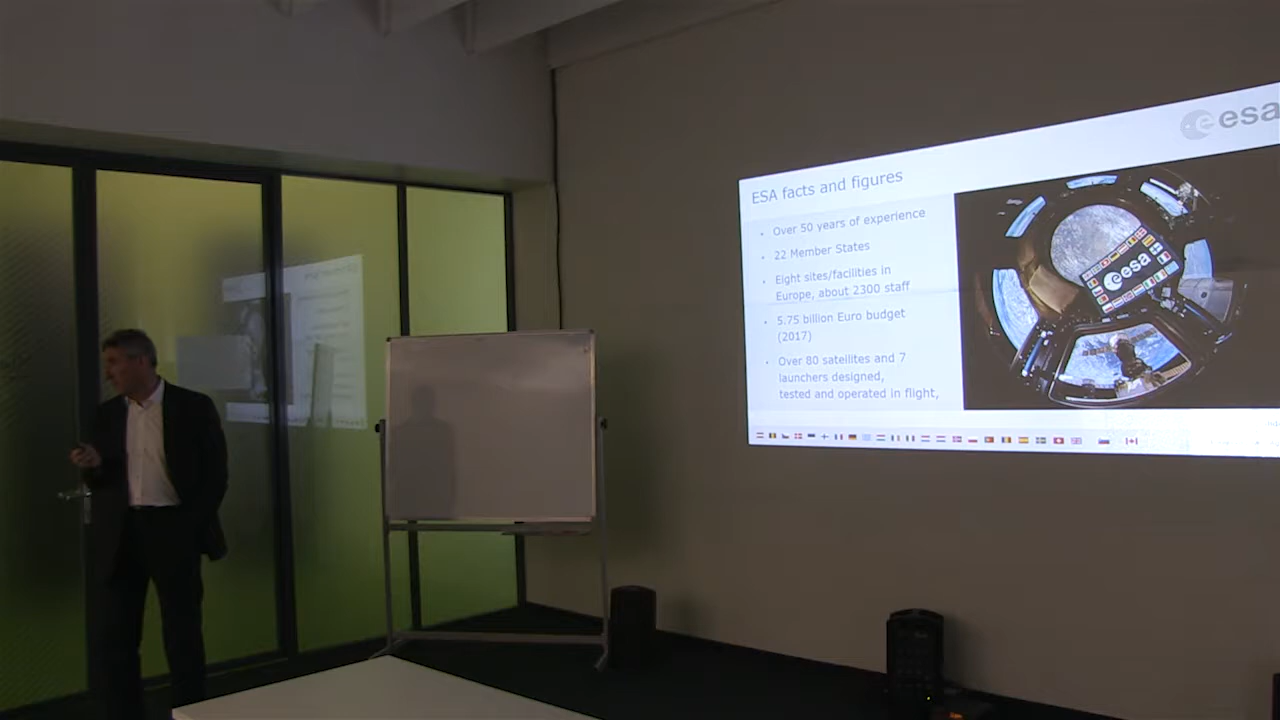 esa
ESA facts and figures
Over 50 years of experience
22 Member States
Eight sites/facilities in
Europe, about 2300 staff
5.75 billion Euro budget
(2017)
Over 80 satellites and 7
launchers designed,
tested and operated in flight,
esa